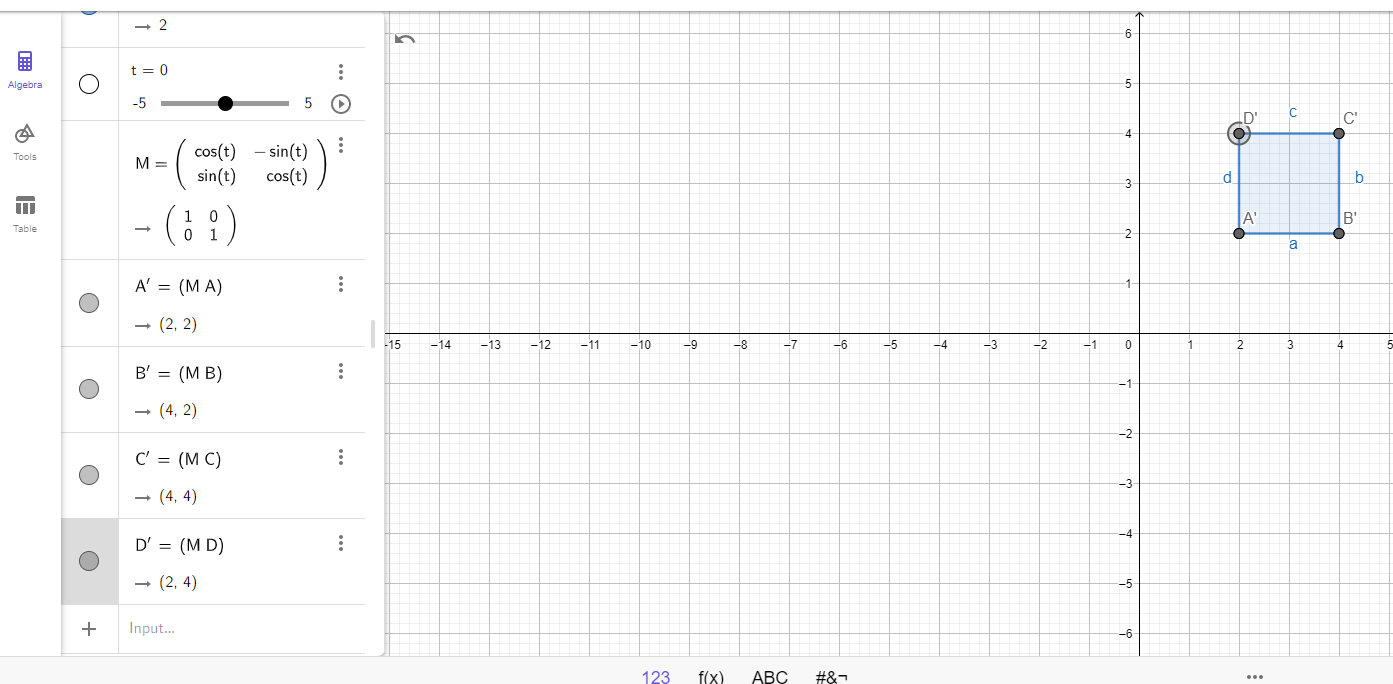 → 2
Algebra
Tools
Table
t = 0
-5 5
M = ( cos(t) − sin(t)
sin(t) cos(t) )
→ ( 1 0
0 1 )
A′ = (M A)
→ (2, 2)
B′ = (M B)
→ (4, 2)
C′ = (M C)
→ (4, 4)
D′ = (M D)
→ (2, 4)
+ Input...
6
5
4
3
2
1
-15 −14 −13 −12 −11 −10 −9 −8 −7 −6 −5 −4 −3 −2 −1 0 1 2 3 4 5
−1
−2
−3
−4
−5
−6
D' c C'
d b
A' B'
a
123 f(x) ABC #&¬